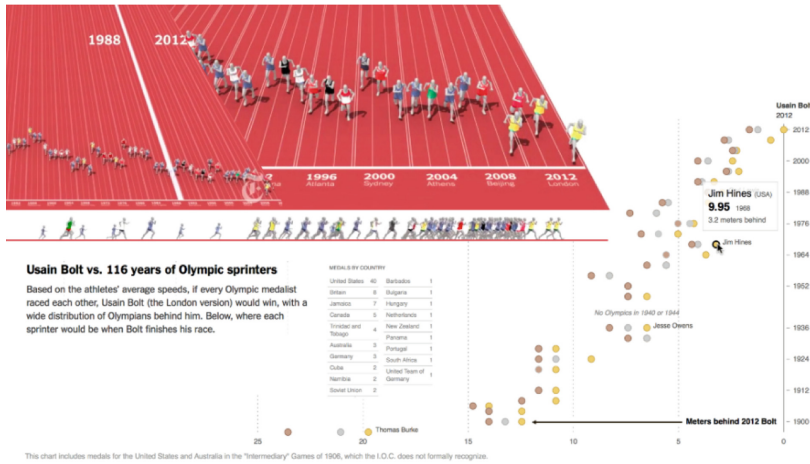 1988
2012
1996
Atlanta
2000
Sydney
2004
Athens
2008
Beijing
2012
London
Usain Bolt
2012
2012
2000
1988
Jim Hines (USA)
9.95 1968
3.2 meters behind
1976
Jim Hines
1964
1952
No Olympics in 1940 or 1944
Jesse Owens
1936
1924
1912
Meters behind 2012 Bolt
1900
Thomas Burke
25
20
15
10
5
0
Usain Bolt vs. 116 years of Olympic sprinters
Based on the athletes' average speeds, if every Olympic medalist
raced each other, Usain Bolt (the London version) would win, with a
wide distribution of Olympians behind him. Below, where each
sprinter would be when Bolt finishes his race.
MEDALS BY COUNTRY
United States 40
Britain 8
Jamaica 7
Canada 5
Trinidad and
Tobago 4
Australia 3
Germany 3
Cuba 2
Namibia 2
Soviet Union 2
Barbados 1
Bulgaria 1
Hungary 1
Netherlands 1
New Zealand 1
Panama 1
Portugal 1
South Africa 1
United Team of
Germany 1
This chart includes medals for the United States and Australia in the "Intermediary" Games of 1906, which the I.O.C. does not formally recognize.